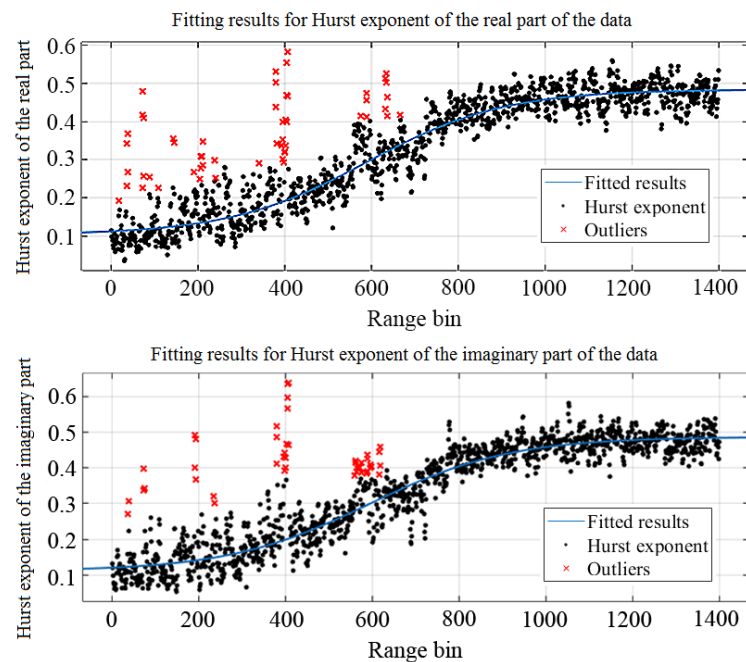 Fitting results for Hurst exponent of the real part of the data
Hurst exponent of the real part
0.6
0.5
0.4
0.3
0.2
0.1
Fitted results
Hurst exponent
Outliers
0 200 400 600 800 1000 1200 1400
Range bin
Fitting results for Hurst exponent of the imaginary part of the data
Hurst exponent of the imaginary part
0.6
0.5
0.4
0.3
0.2
0.1
Fitted results
Hurst exponent
Outliers
0 200 400 600 800 1000 1200 1400
Range bin